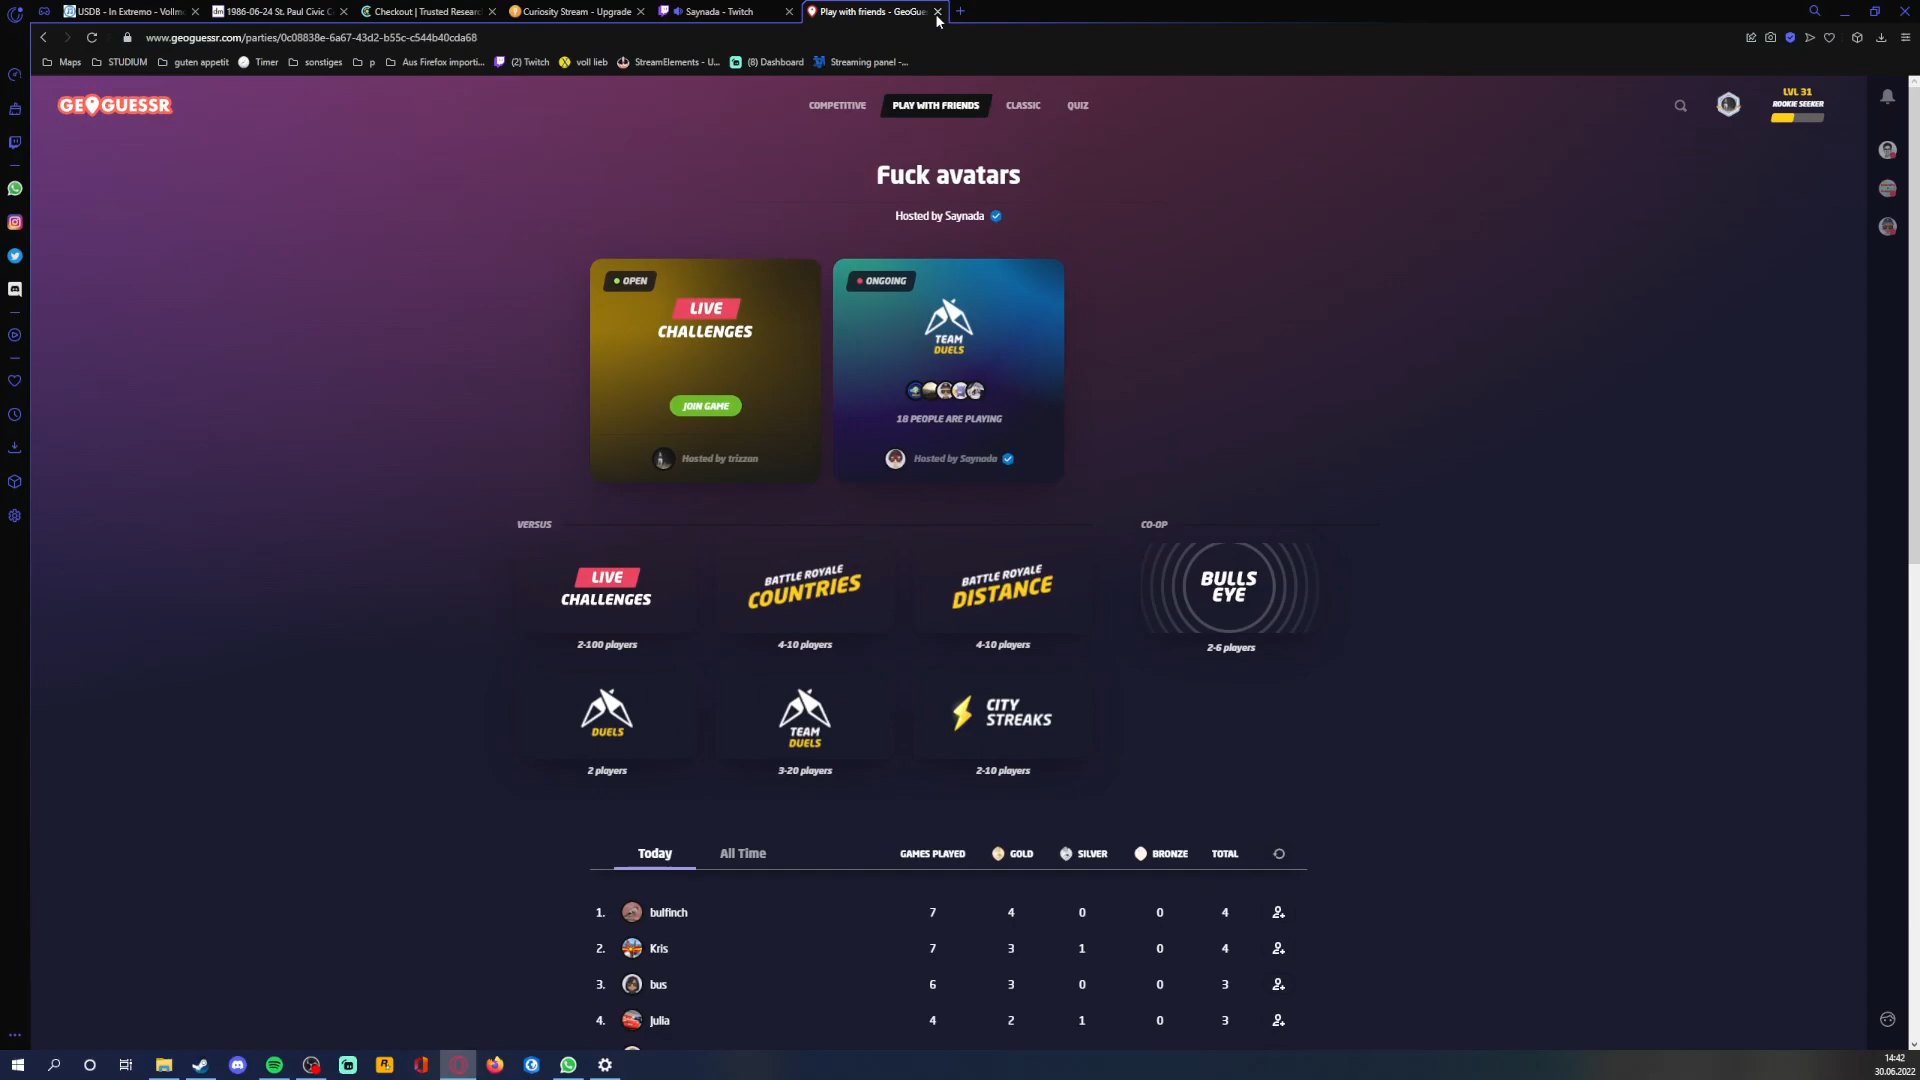 USDB - In Extremo - Vollm
1986-06-24 St. Paul Civic C
Checkout | Trusted Resear
Curiosity Stream - Upgrade
Saynada - Twitch
Play with friends - GeoGue
www.geoguessr.com/parties/0c08838e-6a67-43d2-b55c-c544b40cda68
Maps
STUDIUM
guten appetit
Timer
sonstiges
p
Aus Firefox importi...
(2) Twitch
voll lieb
StreamElements - U...
(8) Dashboard
Streaming panel -...
GEOGUESSR
COMPETITIVE
PLAY WITH FRIENDS
CLASSIC
QUIZ
LVL 31
ROOKIE SEEKER
Fuck avatars
Hosted by Saynada
OPEN
LIVE
CHALLENGES
JOIN GAME
Hosted by trizzan
ONGOING
TEAM
DUELS
18 PEOPLE ARE PLAYING
Hosted by Saynada
VERSUS
CO-OP
LIVE
CHALLENGES
2-100 players
BATTLE ROYALE
COUNTRIES
4-10 players
BATTLE ROYALE
DISTANCE
4-10 players
BULLS
EYE
2-6 players
DUELS
2 players
TEAM
DUELS
3-20 players
CITY
STREAKS
2-10 players
Today
All Time
GAMES PLAYED
GOLD
SILVER
BRONZE
TOTAL
1. bulfinch 7 4 0 0 4
2. Kris 7 3 1 0 4
3. bus 6 3 0 0 3
4. Julia 4 2 1 0 3
14:42
30.06.2022